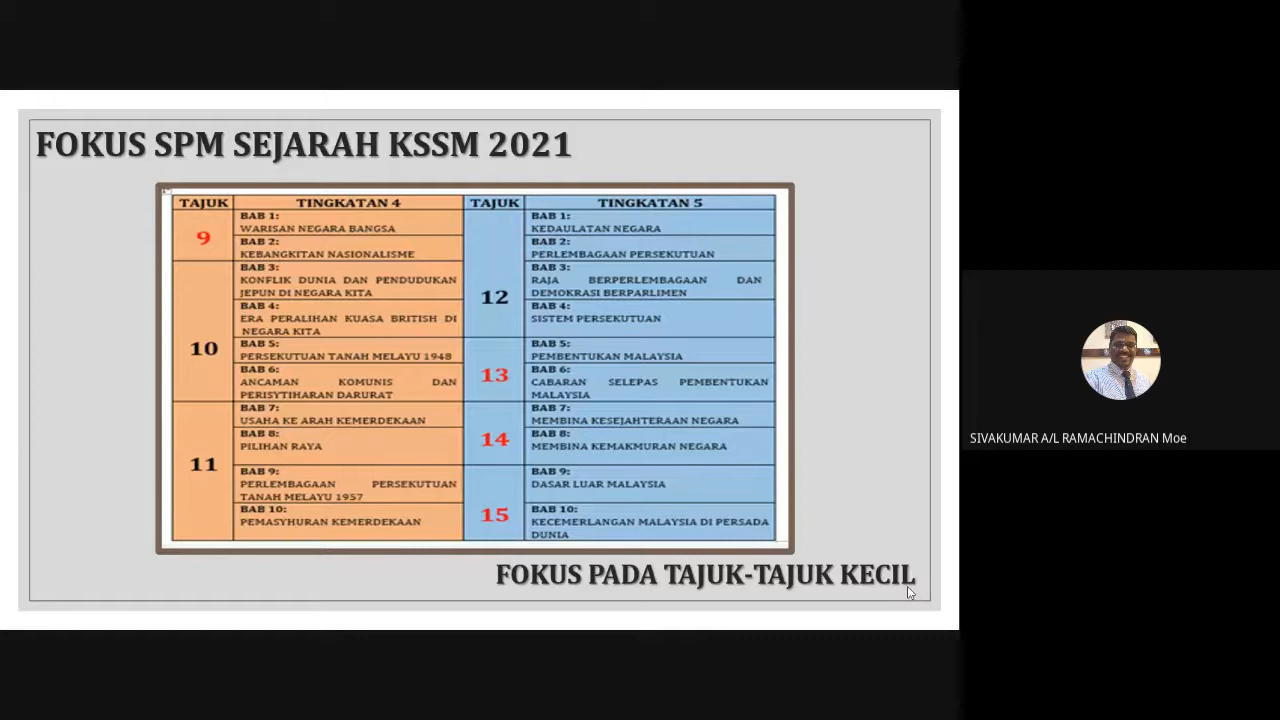 FOKUS SPM SEJARAH KSSM 2021
TAJUK TINGKATAN 4 TAJUK TINGKATAN 5
9
BAB 1:
WARISAN NEGARA BANGSA
BAB 2:
KEBANGKITAN NASIONALISME
10
BAB 3:
KONFLIK DUNIA DAN PENDUDUKAN
JEPUN DI NEGARA KITA
BAB 4:
ERA PERALIHAN KUASA BRITISH DI
NEGARA KITA
BAB 5:
PERSEKUTUAN TANAH MELAYU 1948
BAB 6:
ANCAMAN KOMUNIS DAN
PERISYTIHARAN DARURAT
11
BAB 7:
USAHA KE ARAH KEMERDEKAAN
BAB 8:
PILIHAN RAYA
BAB 9:
PERLEMBAGAAN PERSEKUTUAN
TANAH MELAYU 1957
BAB 10:
PEMASYHURAN KEMERDEKAAN
12
BAB 1:
KEDAULATAN NEGARA
BAB 2:
PERLEMBAGAAN PERSEKUTUAN
BAB 3:
RAJA BERPERLEMBAGAAN DAN
DEMOKRASI BERPARLIMEN
BAB 4:
SISTEM PERSEKUTUAN
13
BAB 5:
PEMBENTUKAN MALAYSIA
BAB 6:
CABARAN SELEPAS PEMBENTUKAN
MALAYSIA
14
BAB 7:
MEMBINA KESEJAHTERAAN NEGARA
BAB 8:
MEMBINA KEMAKMURAN NEGARA
15
BAB 9:
DASAR LUAR MALAYSIA
BAB 10:
KECEMERLANGAN MALAYSIA DI PERSADA
DUNIA
FOKUS PADA TAJUK-TAJUK KECIL
SIVAKUMAR A/L RAMACHINDRAN Moe